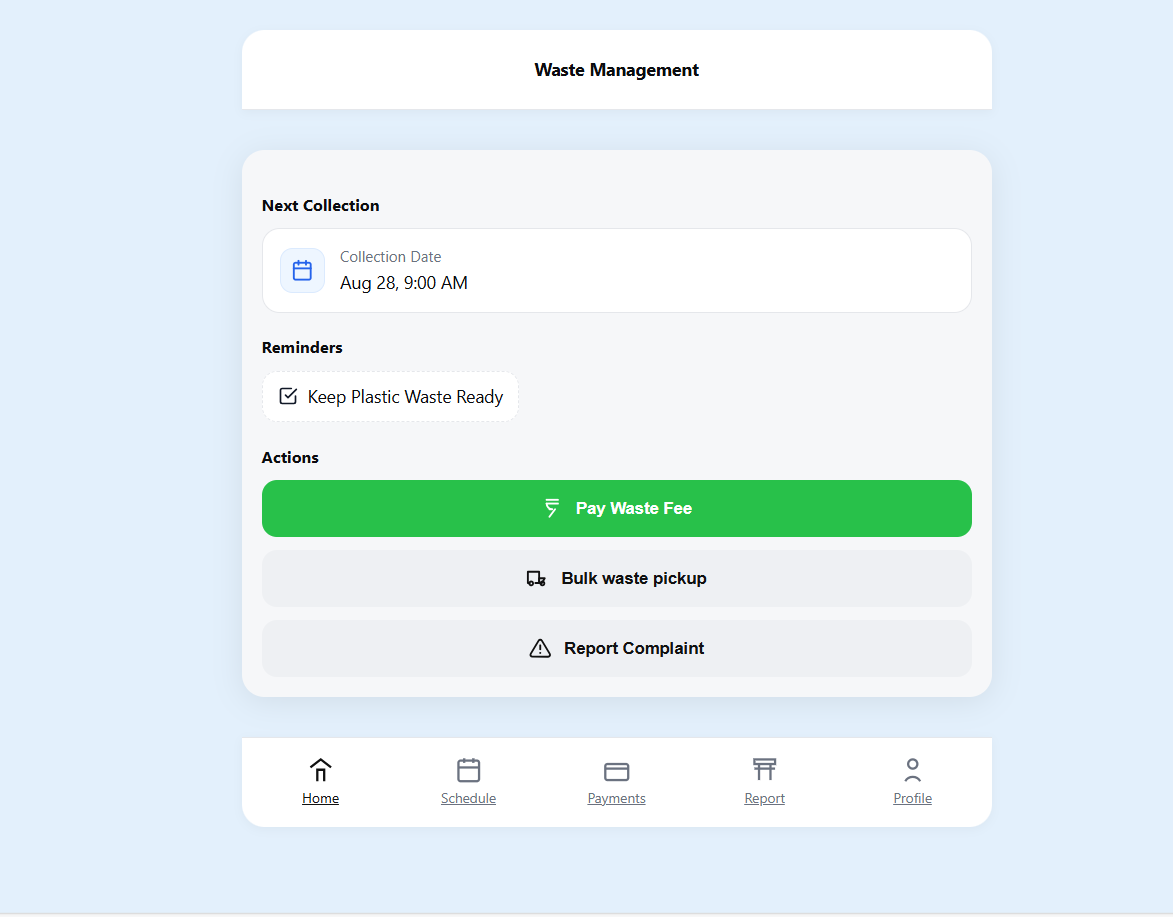 Waste Management
Next Collection
Collection Date
Aug 28, 9:00 AM
Reminders
Keep Plastic Waste Ready
Actions
Pay Waste Fee
Bulk waste pickup
Report Complaint
Home
Schedule
Payments
Report
Profile